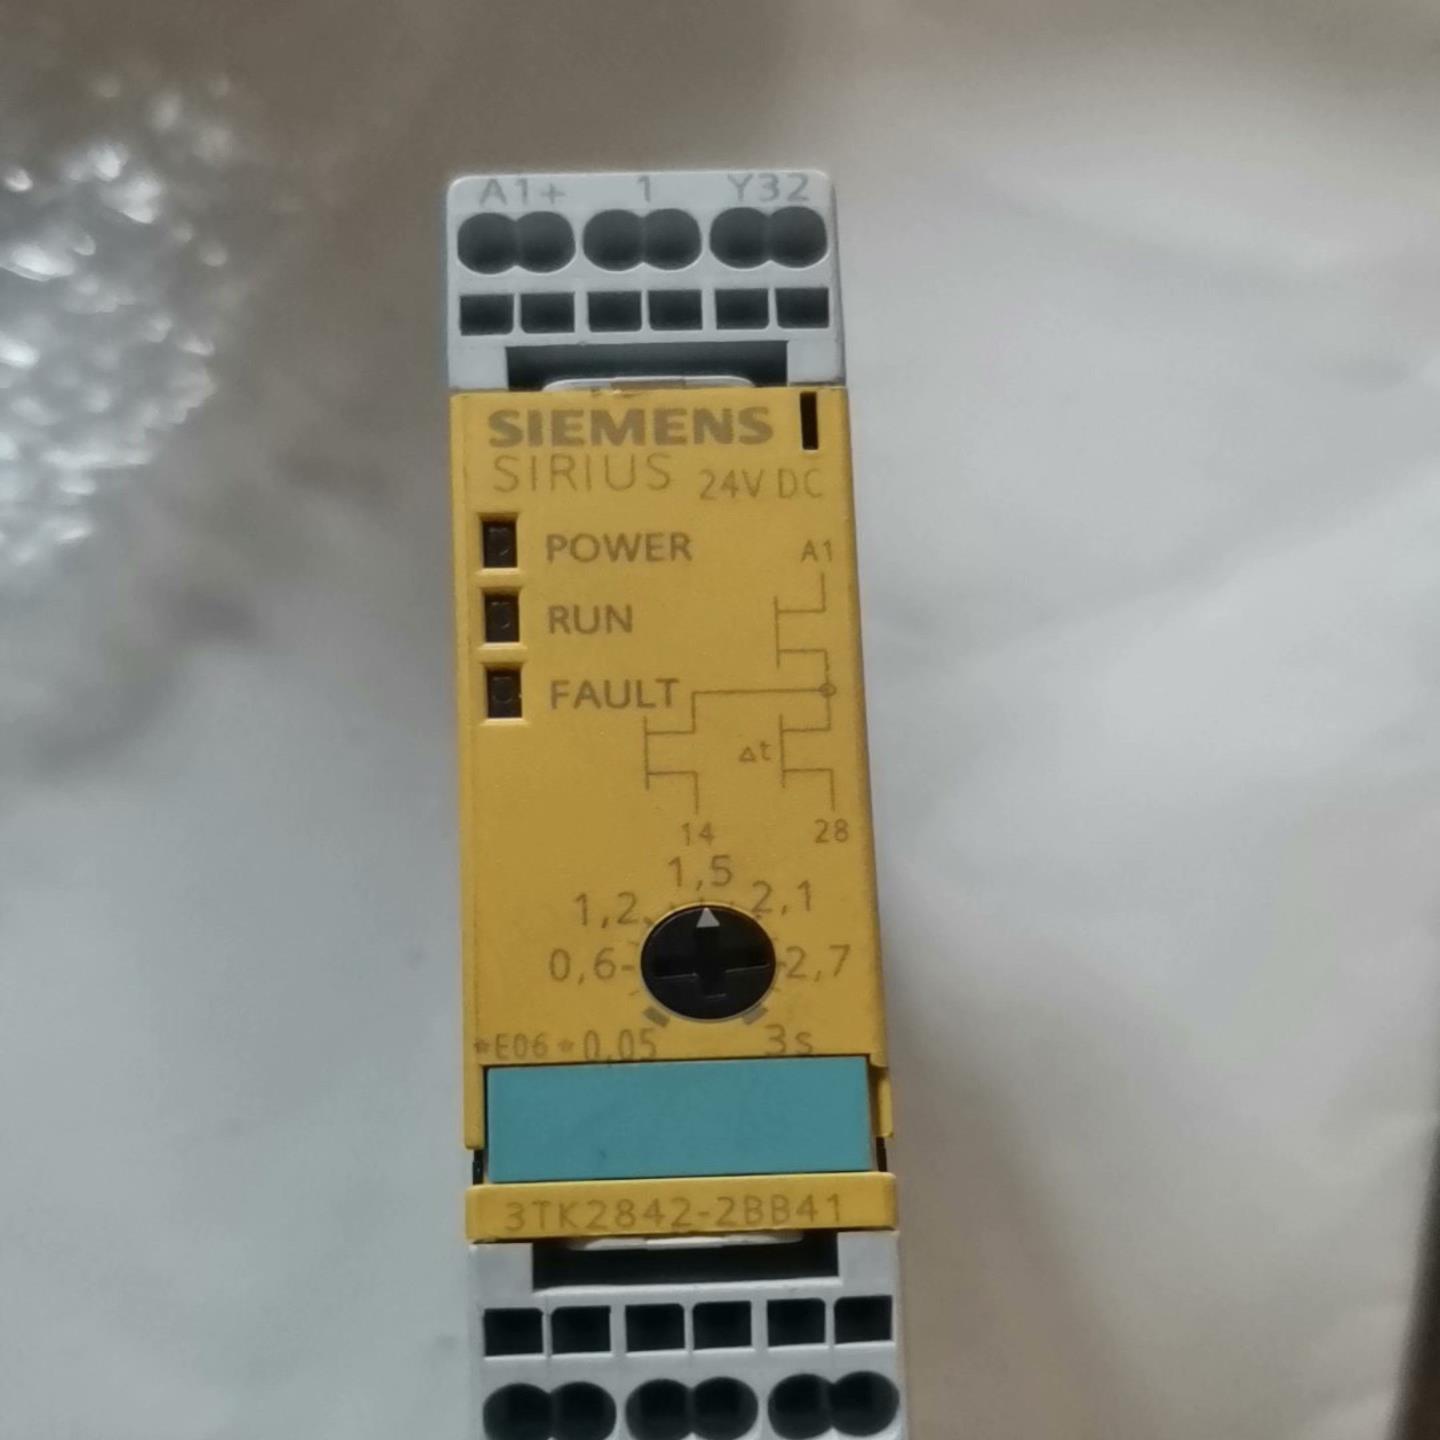 A1+ 1 Y32
SIEMENS
SIRIUS 24V DC
POWER A1
RUN
FAULT
Δt
14 28
1,5
1,2 2,1
0,6 2,7
*E06* 0,05 3s
3TK2842-2BB41